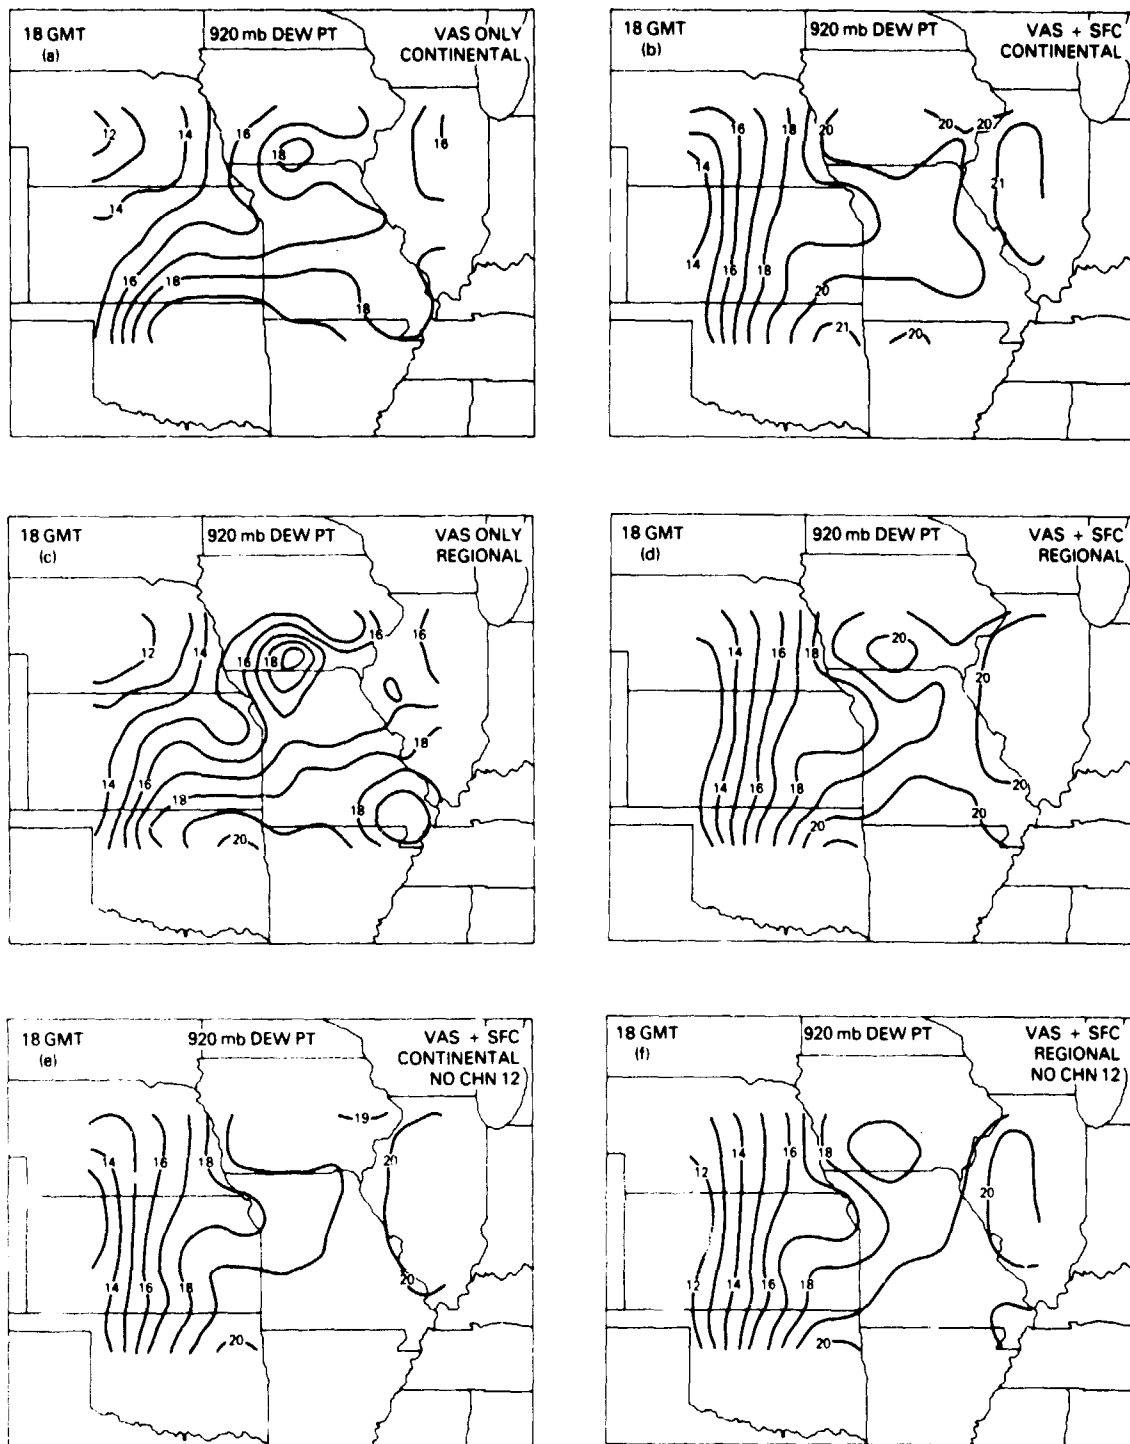 18 GMT 920 mb DEW PT VAS ONLY
(a) CONTINENTAL
12 14 16 18 16
14
16 18 18
18 GMT 920 mb DEW PT VAS + SFC
(b) CONTINENTAL
16 18 20 20 20
14 21
14 16 18 20
21 20
18 GMT 920 mb DEW PT VAS ONLY
(c) REGIONAL
12 14 16 18 16 16
18
14 16 18 18
20
18 GMT 920 mb DEW PT VAS + SFC
(d) REGIONAL
14 16 18 20 20
14 16 18 20
20 20
18 GMT 920 mb DEW PT VAS + SFC
(e) CONTINENTAL
NO CHN 12
19
14 16 18 20
14 16 18 20
20
18 GMT 920 mb DEW PT VAS + SFC
(f) REGIONAL
NO CHN 12
12 14 16 18
20
12 14 16 18
20